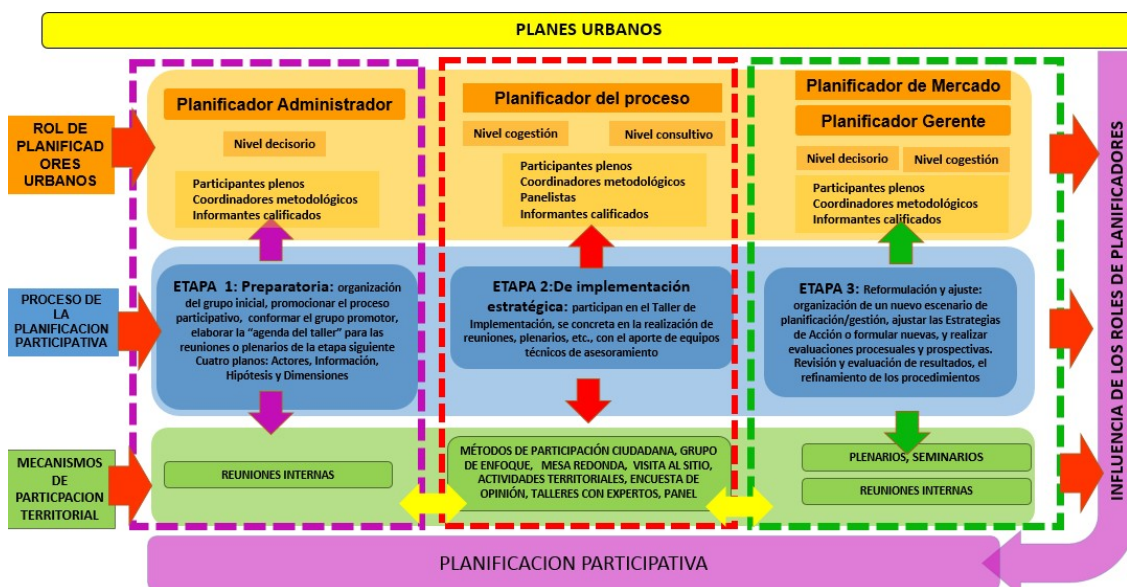 PLANES URBANOS
ROL DE
PLANIFICAD
ORES
URBANOS
Planificador Administrador
Nivel decisorio
Participantes plenos
Coordinadores metodológicos
Informantes calificados
Planificador del proceso
Nivel cogestión
Nivel consultivo
Participantes plenos
Coordinadores metodológicos
Panelistas
Informantes calificados
Planificador de Mercado
Planificador Gerente
Nivel decisorio
Nivel cogestión
Participantes plenos
Coordinadores metodológicos
Informantes calificados
PROCESO DE
LA
PLANIFICACION
PARTICIPATIVA
ETAPA 1: Preparatoria: organización
del grupo inicial, promocionar el proceso
participativo, conformar el grupo promotor,
elaborar la “agenda del taller” para las
reuniones o plenarios de la etapa siguiente
Cuatro planos: Actores, Información,
Hipótesis y Dimensiones
ETAPA 2:De implementación
estratégica: participan en el Taller de
Implementación, se concreta en la realización de
reuniones, plenarios, etc., con el aporte de equipos
técnicos de asesoramiento
ETAPA 3: Reformulación y ajuste:
organización de un nuevo escenario de
planificación/gestión, ajustar las Estrategias
de Acción o formular nuevas, y realizar
evaluaciones procesuales y prospectivas.
Revisión y evaluación de resultados, el
refinamiento de los procedimientos
MECANISMOS
DE
PARTICPACION
TERRITORIAL
REUNIONES INTERNAS
MÉTODOS DE PARTICIPACIÓN CIUDADANA, GRUPO
DE ENFOQUE, MESA REDONDA, VISITA AL SITIO,
ACTIVIDADES TERRITORIALES, ENCUESTA DE
OPINIÓN, TALLERES CON EXPERTOS, PANEL
PLENARIOS, SEMINARIOS
REUNIONES INTERNAS
INFLUENCIA DE LOS ROLES DE PLANIFICADORES
PLANIFICACION PARTICIPATIVA